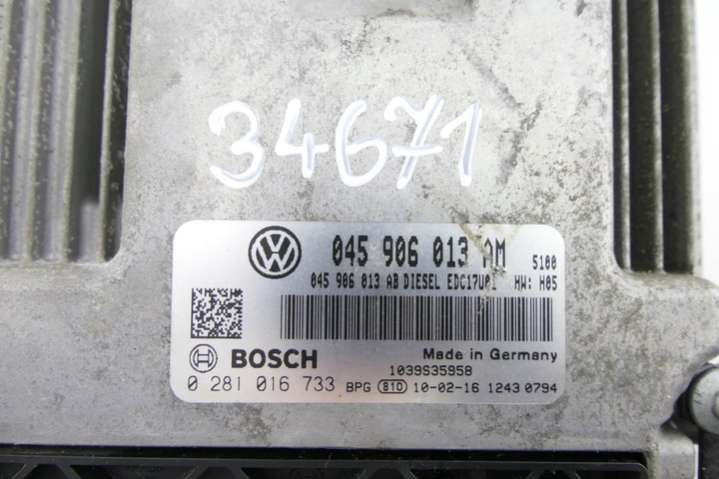 34671
045 906 013 AM 5100
045 906 013 AB DIESEL EDC17U01 HW: H05
BOSCH Made in Germany
1039S35958
0 281 016 733 BPG 810 10-02-16 1243 0794